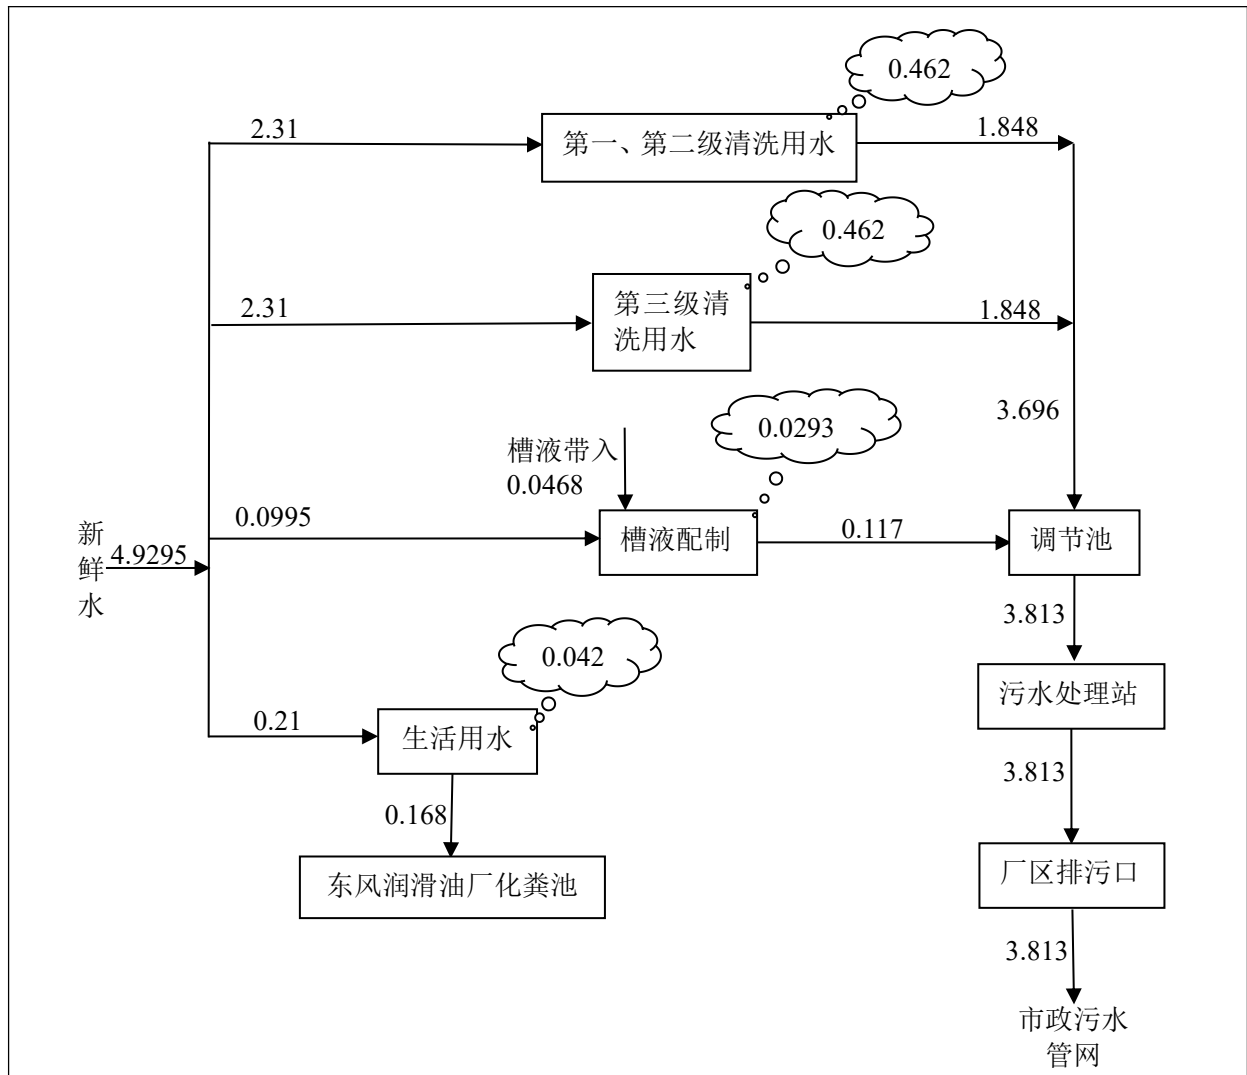 0.462
2.31
第一、第二级清洗用水
1.848
0.462
2.31
第三级清
洗用水
1.848
3.696
0.0293
槽液带入
0.0468
0.0995
槽液配制
0.117
调节池
新
鲜
水
4.9295
3.813
0.042
污水处理站
0.21
生活用水
3.813
0.168
东风润滑油厂化粪池
厂区排污口
3.813
市政污水
管网